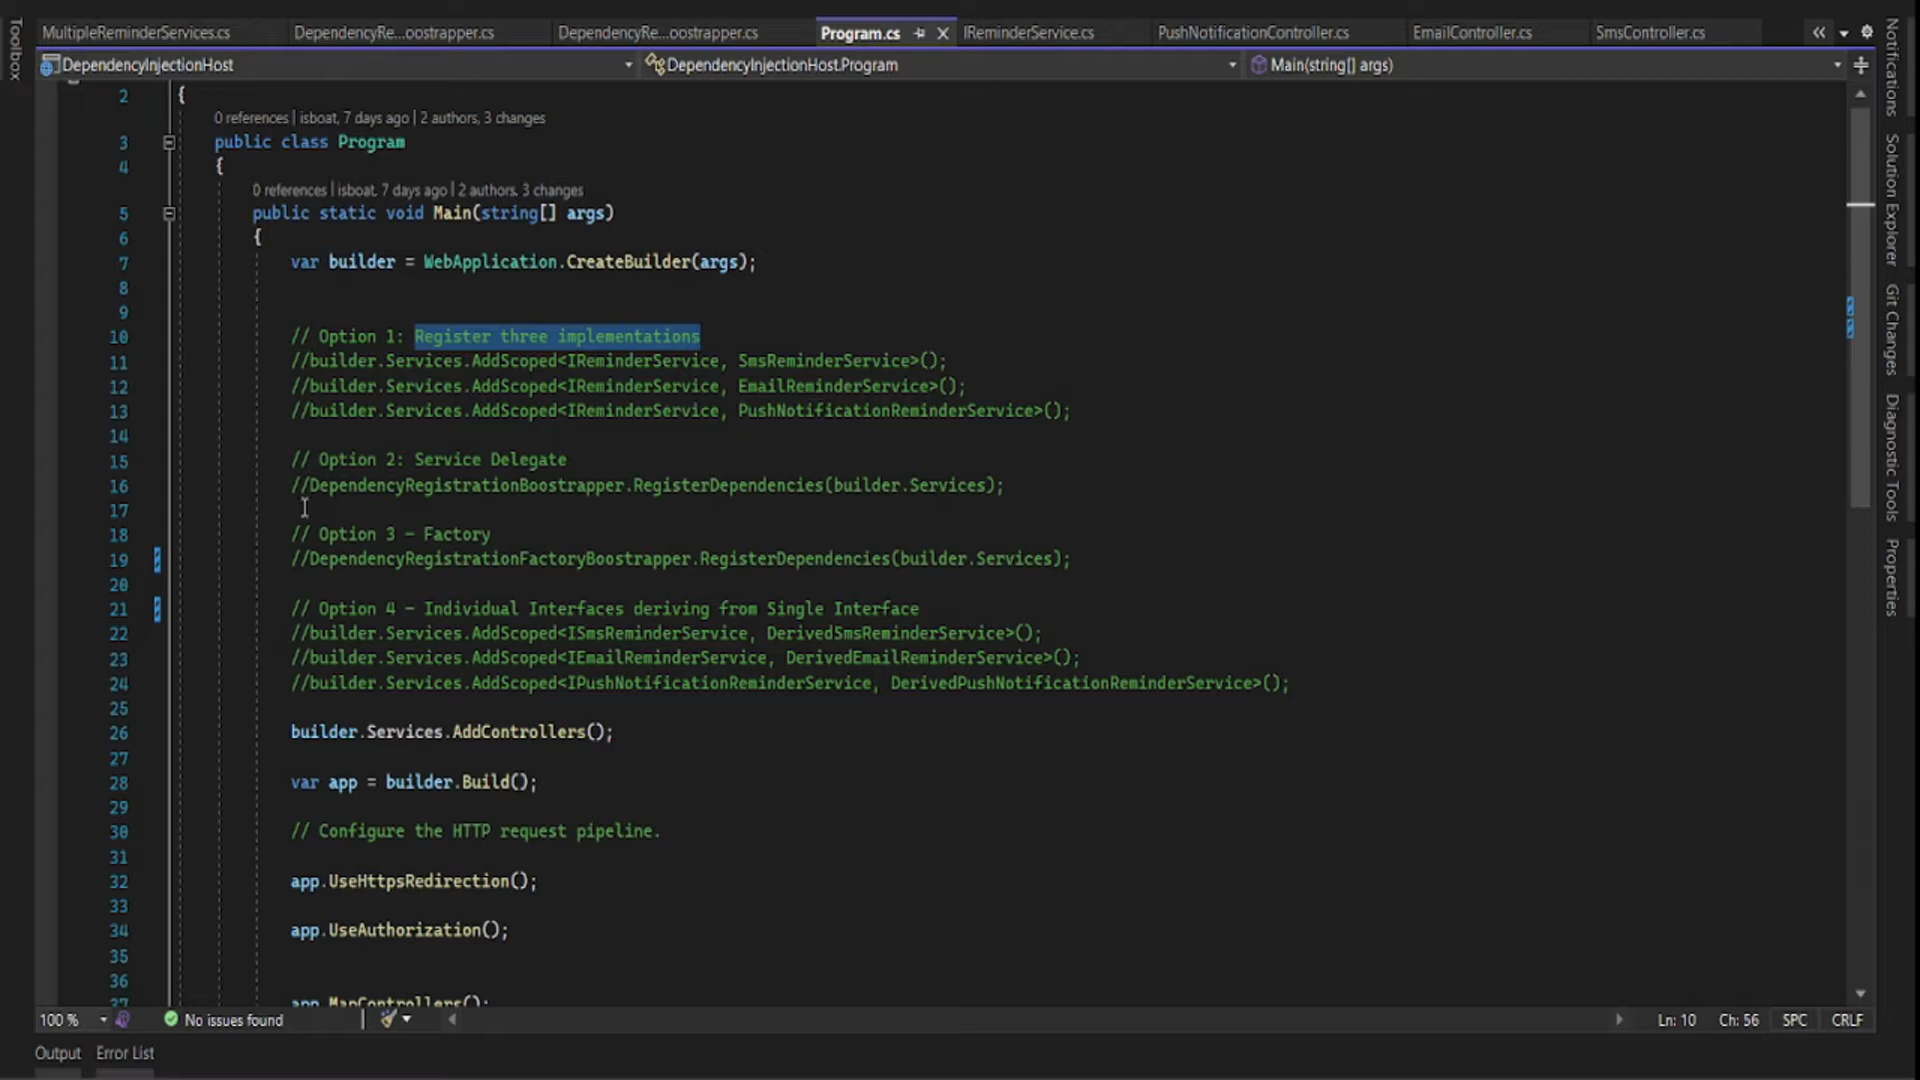 Toolbox
MultipleReminderServices.cs
DependencyRe...oostrapper.cs
DependencyRe...oostrapper.cs
Program.cs
IReminderService.cs
PushNotificationController.cs
EmailController.cs
SmsController.cs
DependencyInjectionHost
DependencyInjectionHost.Program
Main(string[] args)
2 {
0 references | isboat, 7 days ago | 2 authors, 3 changes
3 public class Program
4 {
0 references | isboat, 7 days ago | 2 authors, 3 changes
5 public static void Main(string[] args)
6 {
7 var builder = WebApplication.CreateBuilder(args);
8
9
10 // Option 1: Register three implementations
11 //builder.Services.AddScoped<IReminderService, SmsReminderService>();
12 //builder.Services.AddScoped<IReminderService, EmailReminderService>();
13 //builder.Services.AddScoped<IReminderService, PushNotificationReminderService>();
14
15 // Option 2: Service Delegate
16 //DependencyRegistrationBoostrapper.RegisterDependencies(builder.Services);
17
18 // Option 3 - Factory
19 //DependencyRegistrationFactoryBoostrapper.RegisterDependencies(builder.Services);
20
21 // Option 4 - Individual Interfaces deriving from Single Interface
22 //builder.Services.AddScoped<ISmsReminderService, DerivedSmsReminderService>();
23 //builder.Services.AddScoped<IEmailReminderService, DerivedEmailReminderService>();
24 //builder.Services.AddScoped<IPushNotificationReminderService, DerivedPushNotificationReminderService>();
25
26 builder.Services.AddControllers();
27
28 var app = builder.Build();
29
30 // Configure the HTTP request pipeline.
31
32 app.UseHttpsRedirection();
33
34 app.UseAuthorization();
35
36
37 app.MapControllers();
100 %
No issues found
Ln: 10
Ch: 56
SPC
CRLF
Output
Error List
Notifications
Solution Explorer
Git Changes
Diagnostic Tools
Properties